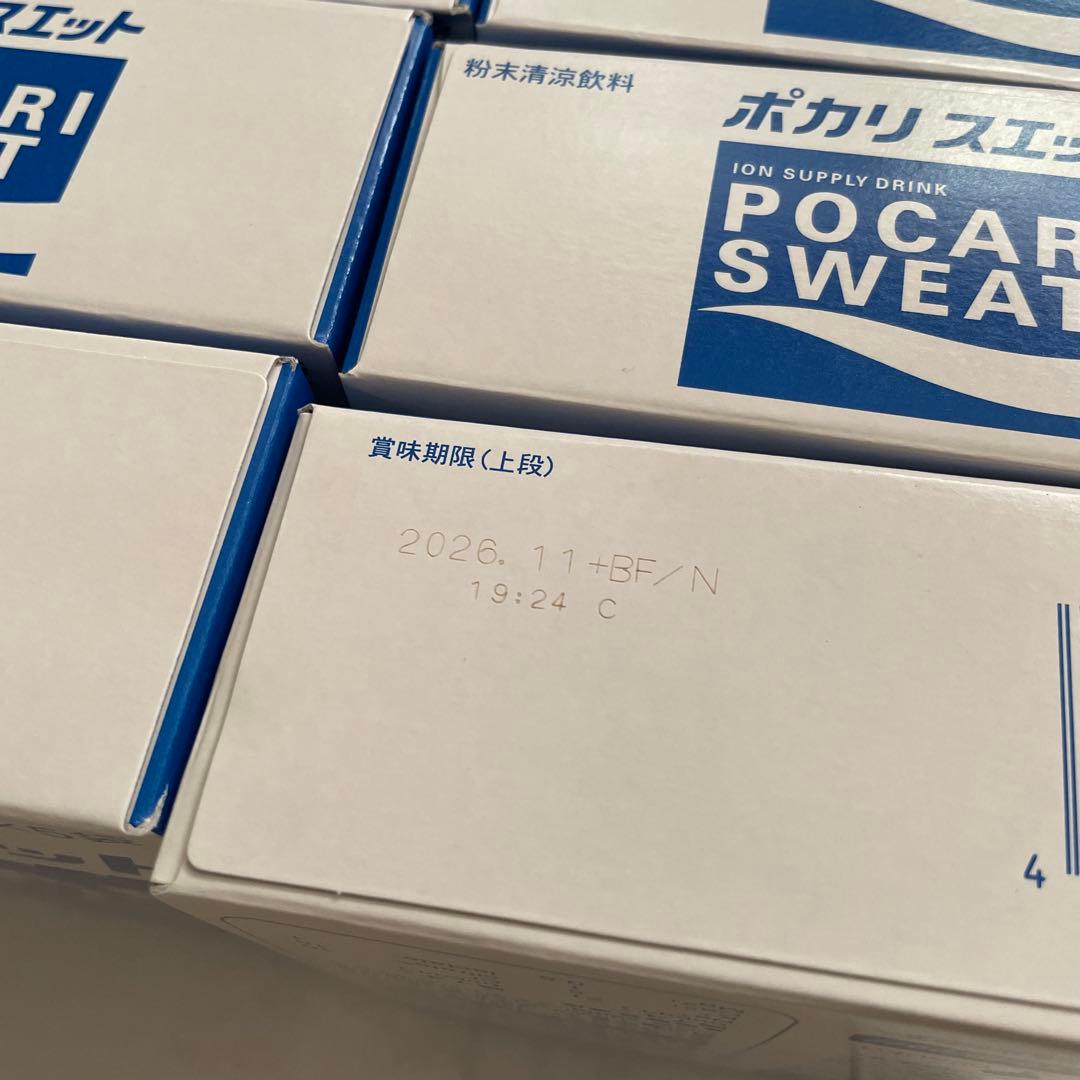 スエット
粉末清涼飲料
ポカリ スエッ
ION SUPPLY DRINK
POCAR
SWEAT
RI
T
賞味期限(上段)
2026. 11+BF/N
19:24 C
4